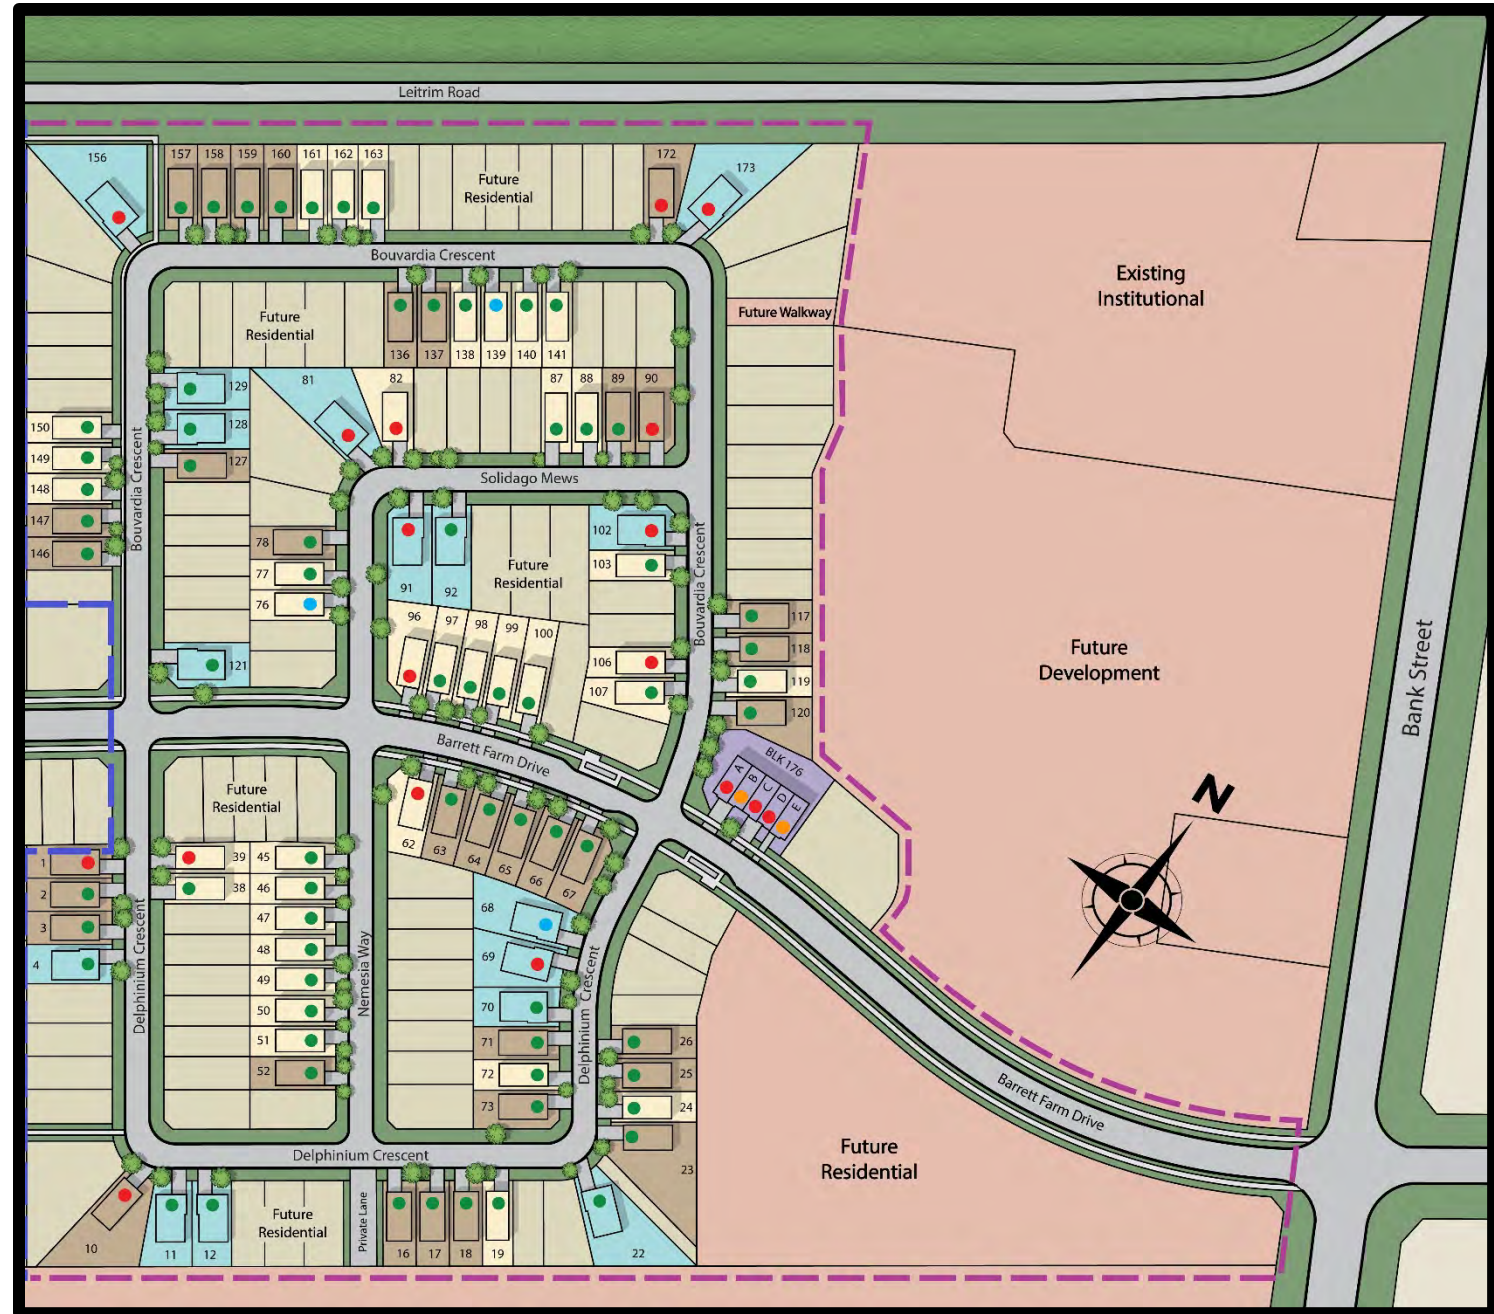 Leitrim Road
156
157 158 159 160 161 162 163
Future
Residential
172
173
Bouvardia Crescent
Existing
Institutional
Future
Residential
Future Walkway
136 137 138 139 140 141
129
81
82
87 88 89 90
128
127
150
149
148
147
146
Bouvardia Crescent
Solidago Mews
78
77
76
91
92
Future
Residential
102
103
Bouvardia Crescent
96 97 98 99 100
106
107
117
118
119
120
121
Future
Development
Bank Street
Barrett Farm Drive
BLK 176
A
B
C
D
E
N
Future
Residential
62 63 64 65 66 67
1
2
3
4
39
38
45
46
47
48
49
50
51
52
68
69
70
71
72
73
Delphinium Crescent
Nemesia Way
Delphinium Crescent
26
25
24
23
Barrett Farm Drive
Future
Residential
Delphinium Crescent
10
11
12
Future
Residential
Private Lane
16 17 18 19
22